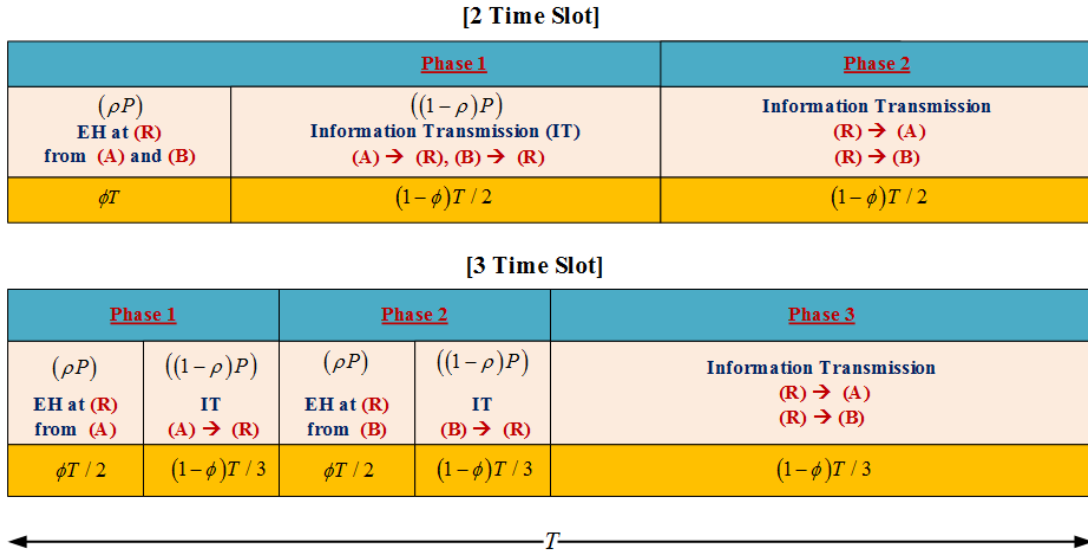 [2 Time Slot]
Phase 1 Phase 2
(ρP) ((1−ρ)P) Information Transmission
EH at (R) Information Transmission (IT) (R) → (A)
from (A) and (B) (A) → (R), (B) → (R) (R) → (B)
ϕT (1−ϕ)T / 2 (1−ϕ)T / 2
[3 Time Slot]
Phase 1 Phase 2 Phase 3
(ρP) ((1−ρ)P) (ρP) ((1−ρ)P) Information Transmission
(R) → (A)
EH at (R) IT EH at (R) IT (R) → (B)
from (A) (A) → (R) from (B) (B) → (R)
ϕT / 2 (1−ϕ)T / 3 ϕT / 2 (1−ϕ)T / 3 (1−ϕ)T / 3
T